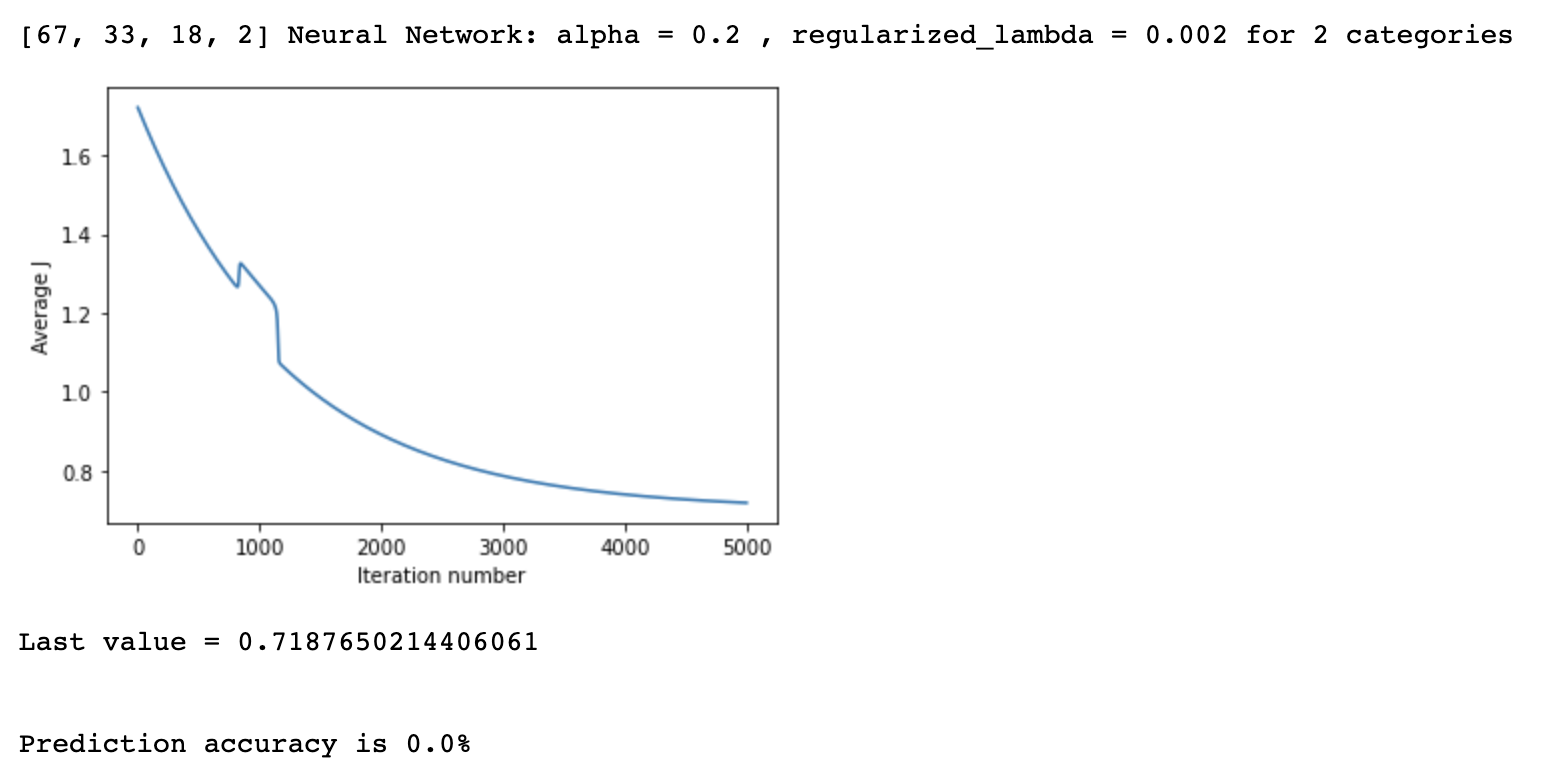 [67, 33, 18, 2] Neural Network: alpha = 0.2 , regularized_lambda = 0.002 for 2 categories
1.6
1.4
1.2
1.0
0.8
Average J
0 1000 2000 3000 4000 5000
Iteration number
Last value = 0.7187650214406061
Prediction accuracy is 0.0%